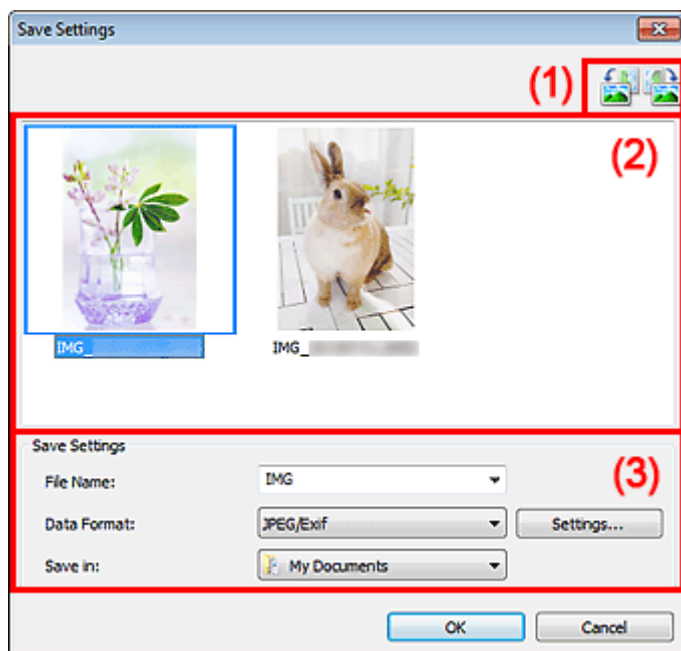 Save Settings
(1)
(2)
IMG_
IMG_
Save Settings
(3)
File Name: IMG
Data Format: JPEG/Exif Settings...
Save in: My Documents
OK Cancel